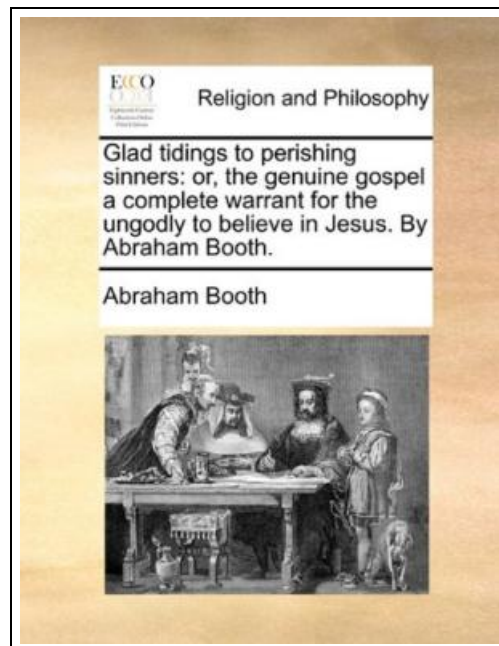 ECCO
Religion and Philosophy
Glad tidings to perishing
sinners: or, the genuine gospel
a complete warrant for the
ungodly to believe in Jesus. By
Abraham Booth.
Abraham Booth